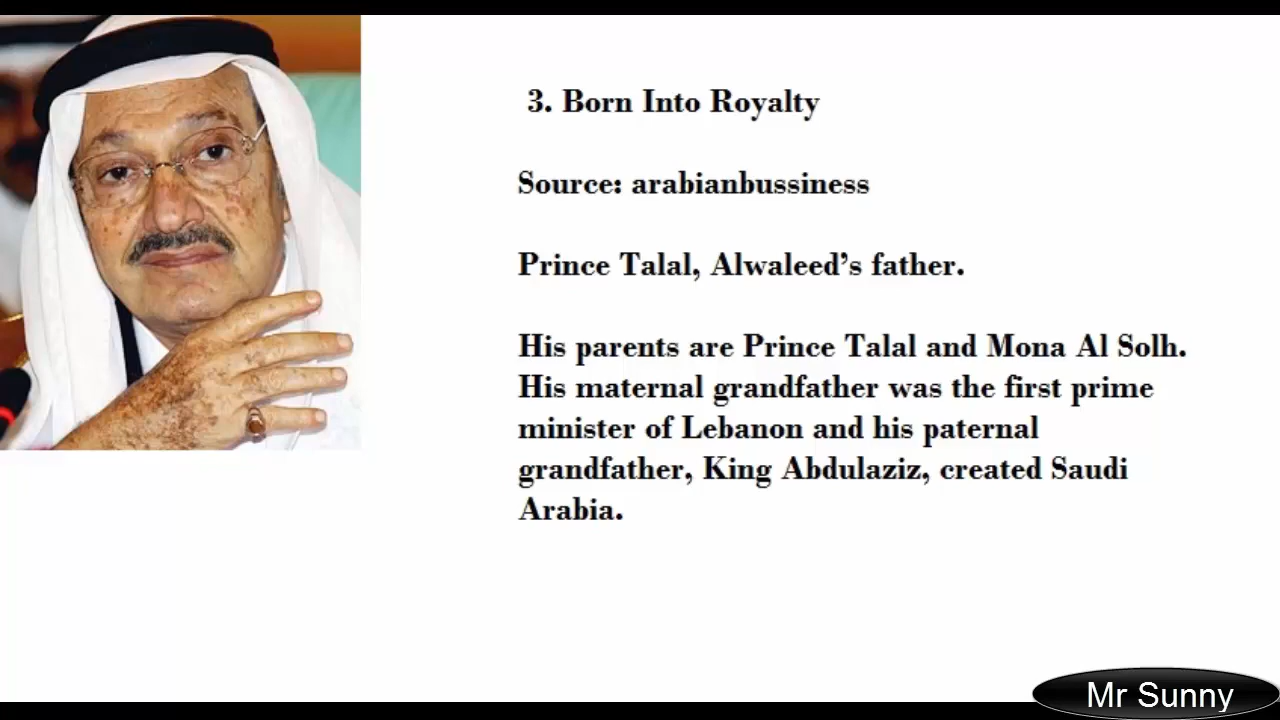 3. Born Into Royalty
Source: arabianbussiness
Prince Talal, Alwaleed’s father.
His parents are Prince Talal and Mona Al Solh.
His maternal grandfather was the first prime
minister of Lebanon and his paternal
grandfather, King Abdulaziz, created Saudi
Arabia.
Mr Sunny